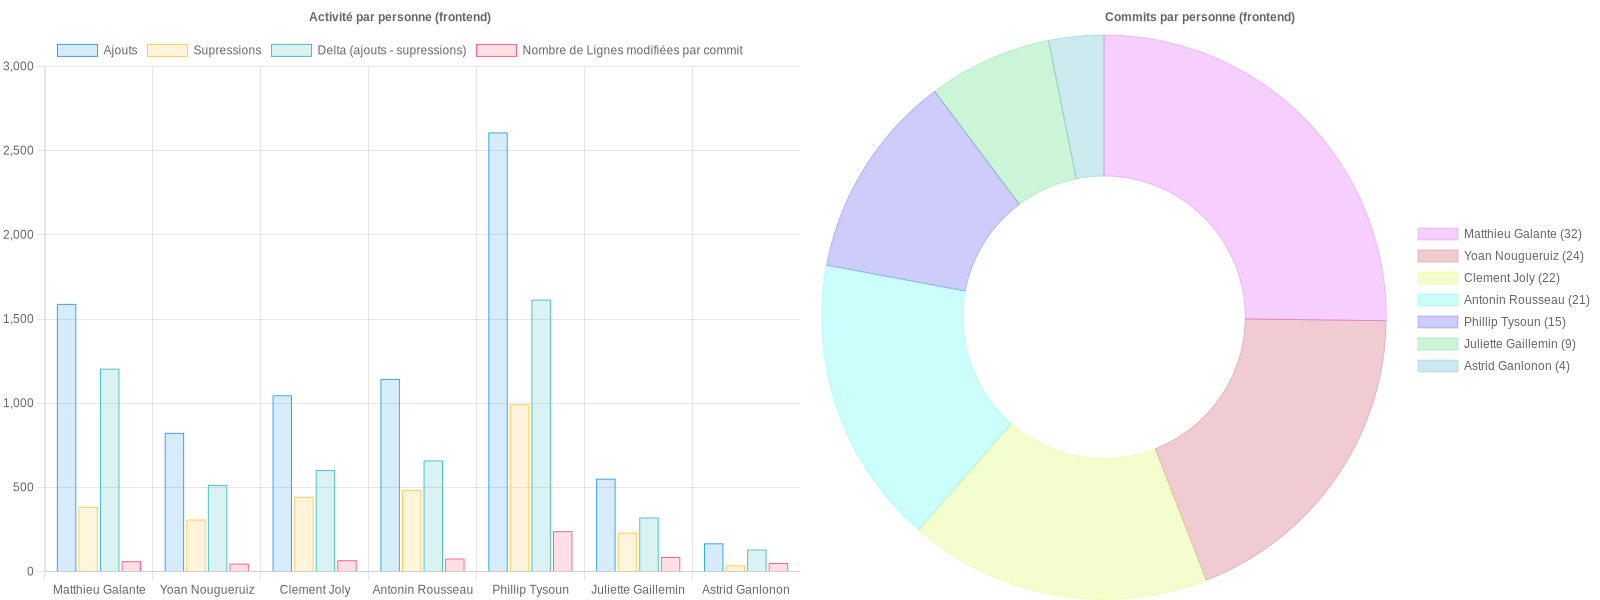 Activité par personne (frontend)
Ajouts
Supressions
Delta (ajouts - supressions)
Nombre de Lignes modifiées par commit
3,000
2,500
2,000
1,500
1,000
500
0
Matthieu Galante
Yoan Nougueruiz
Clement Joly
Antonin Rousseau
Phillip Tysoun
Juliette Gaillemin
Astrid Ganlonon
Commits par personne (frontend)
Matthieu Galante (32)
Yoan Nougueruiz (24)
Clement Joly (22)
Antonin Rousseau (21)
Phillip Tysoun (15)
Juliette Gaillemin (9)
Astrid Ganlonon (4)